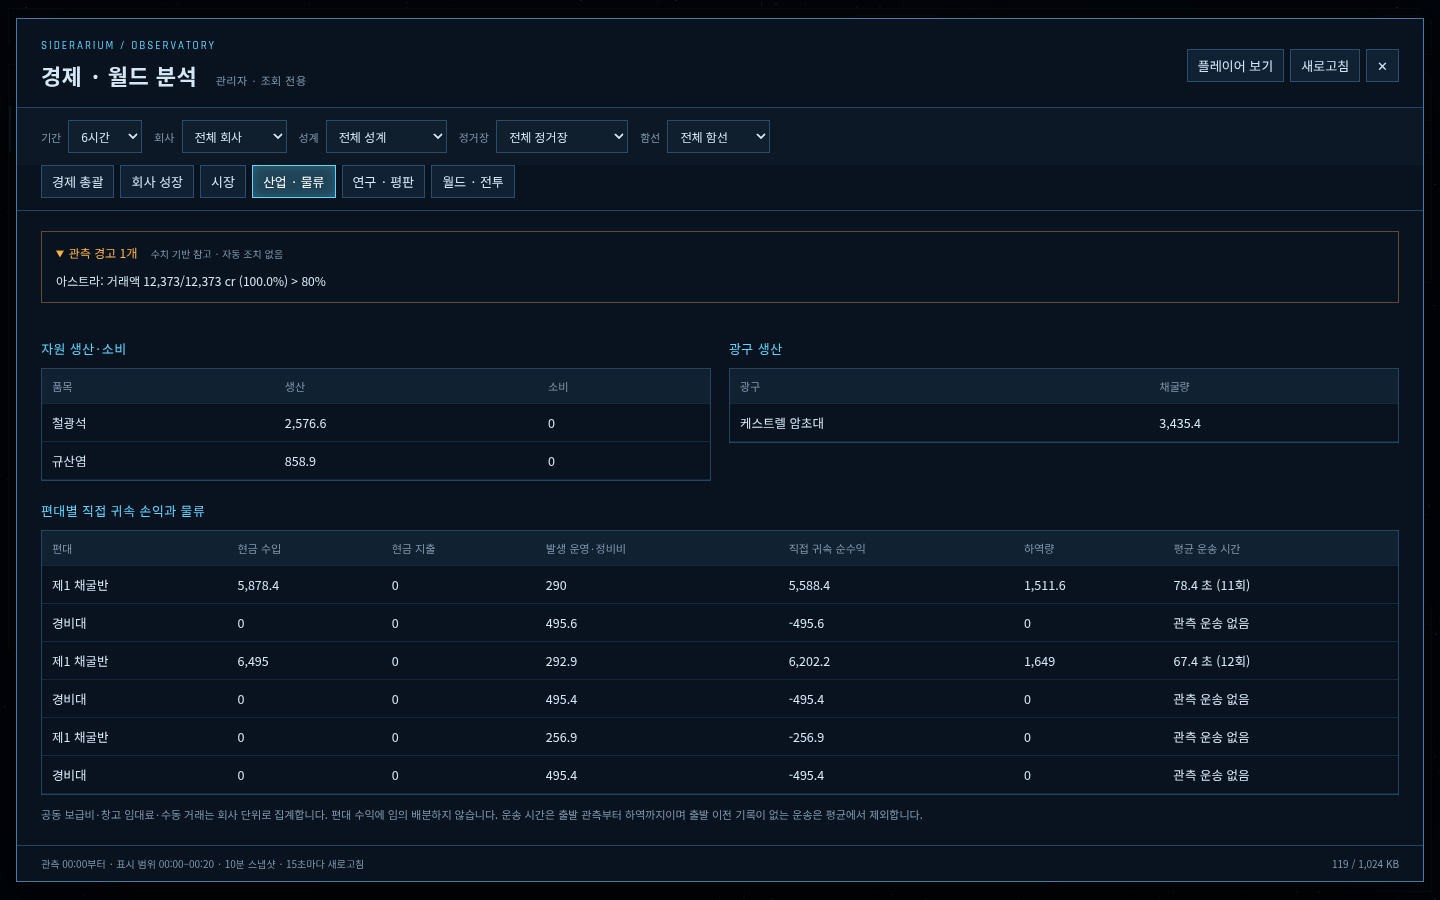 SIDERARIUM / OBSERVATORY
경제 · 월드 분석 관리자 · 조회 전용
플레이어 보기 새로고침 ✕
기간 6시간 회사 전체 회사 성계 전체 성계 정거장 전체 정거장 함선 전체 함선
경제 총괄 회사 성장 시장 산업 · 물류 연구 · 평판 월드 · 전투
▼ 관측 경고 1개 수치 기반 참고 · 자동 조치 없음
아스트라: 거래액 12,373/12,373 cr (100.0%) > 80%
자원 생산·소비
품목 생산 소비
철광석 2,576.6 0
규산염 858.9 0
광구 생산
광구 채굴량
케스트렐 암초대 3,435.4
편대별 직접 귀속 손익과 물류
편대 현금 수입 현금 지출 발생 운영·정비비 직접 귀속 순수익 하역량 평균 운송 시간
제1 채굴반 5,878.4 0 290 5,588.4 1,511.6 78.4 초 (11회)
경비대 0 0 495.6 -495.6 0 관측 운송 없음
제1 채굴반 6,495 0 292.9 6,202.2 1,649 67.4 초 (12회)
경비대 0 0 495.4 -495.4 0 관측 운송 없음
제1 채굴반 0 0 256.9 -256.9 0 관측 운송 없음
경비대 0 0 495.4 -495.4 0 관측 운송 없음
공동 보급비·창고 임대료·수동 거래는 회사 단위로 집계합니다. 편대 수익에 임의 배분하지 않습니다. 운송 시간은 출발 관측부터 하역까지이며 출발 이전 기록이 없는 운송은 평균에서 제외합니다.
관측 00:00부터 · 표시 범위 00:00–00:20 · 10분 스냅샷 · 15초마다 새로고침
119 / 1,024 KB